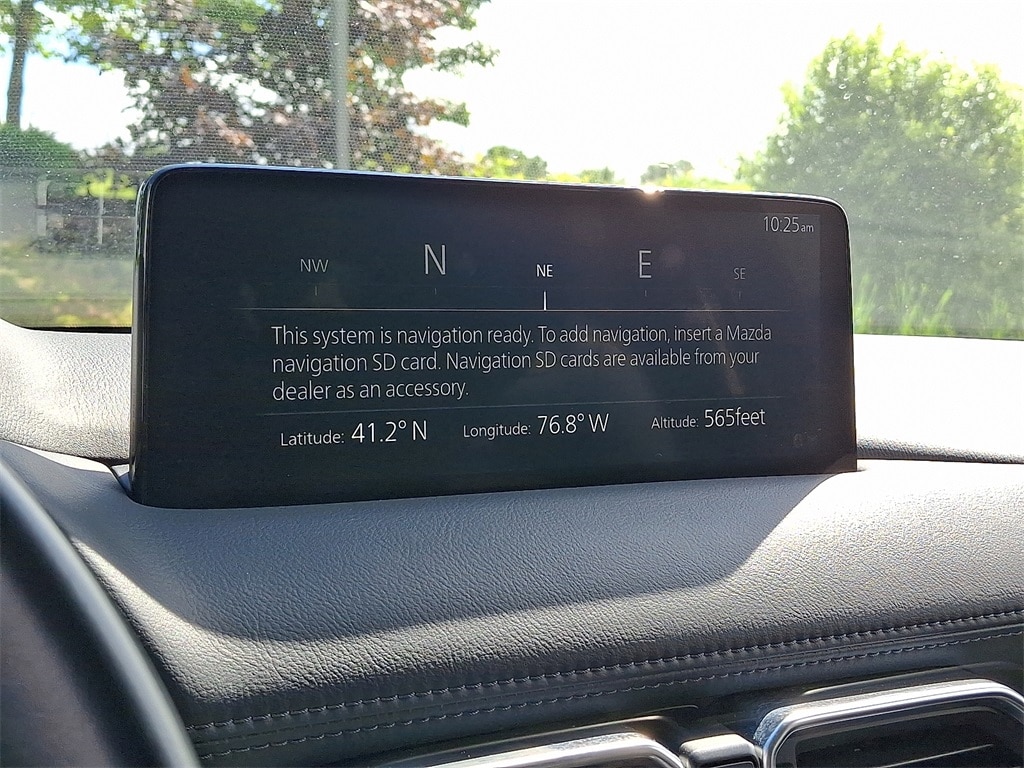 10:25am
NW N NE E SE
This system is navigation ready. To add navigation, insert a Mazda
navigation SD card. Navigation SD cards are available from your
dealer as an accessory.
Latitude: 41.2° N Longitude: 76.8° W Altitude: 565feet